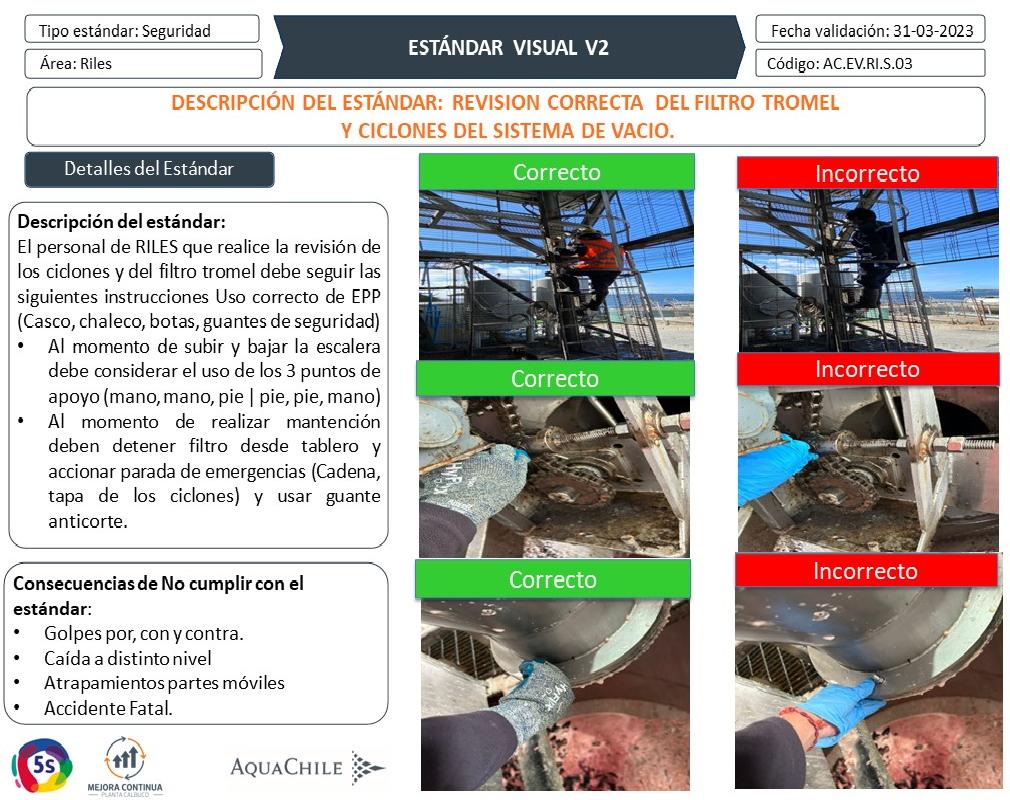 Tipo estándar: Seguridad
Área: Riles
ESTÁNDAR VISUAL V2
Fecha validación: 31-03-2023
Código: AC.EV.RI.S.03
DESCRIPCIÓN DEL ESTÁNDAR: REVISION CORRECTA DEL FILTRO TROMEL
Y CICLONES DEL SISTEMA DE VACIO.
Detalles del Estándar
Descripción del estándar:
El personal de RILES que realice la revisión de
los ciclones y del filtro tromel debe seguir las
siguientes instrucciones Uso correcto de EPP
(Casco, chaleco, botas, guantes de seguridad)
• Al momento de subir y bajar la escalera
debe considerar el uso de los 3 puntos de
apoyo (mano, mano, pie | pie, pie, mano)
• Al momento de realizar mantención
deben detener filtro desde tablero y
accionar parada de emergencias (Cadena,
tapa de los ciclones) y usar guante
anticorte.
Consecuencias de No cumplir con el
estándar:
• Golpes por, con y contra.
• Caída a distinto nivel
• Atrapamientos partes móviles
• Accidente Fatal.
Correcto
Incorrecto
Correcto
Incorrecto
HyFlex
Correcto
Incorrecto
HyFlex
5S
MEJORA CONTINUA
PLANTA CALBUCO
AQUACHILE